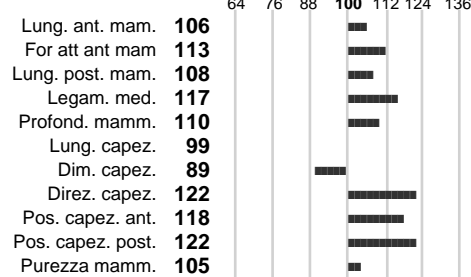 64 76 88 100 112 124 136
Lung. ant. mam. 106
For att ant mam 113
Lung. post. mam. 108
Legam. med. 117
Profond. mamm. 110
Lung. capez. 99
Dim. capez. 89
Direz. capez. 122
Pos. capez. ant. 118
Pos. capez. post. 122
Purezza mamm. 105